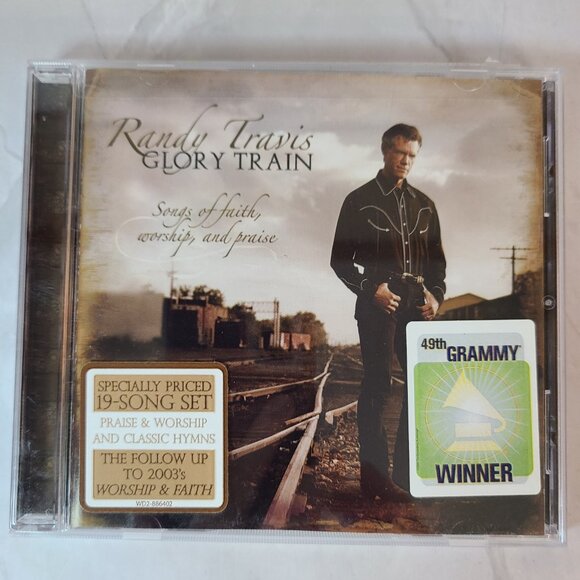 Randy Travis
GLORY TRAIN
Songs of faith,
worship, and praise
SPECIALLY PRICED
19-SONG SET
PRAISE & WORSHIP
AND CLASSIC HYMNS
THE FOLLOW UP
TO 2003's
WORSHIP & FAITH
WD2-886402
49th GRAMMY
WINNER